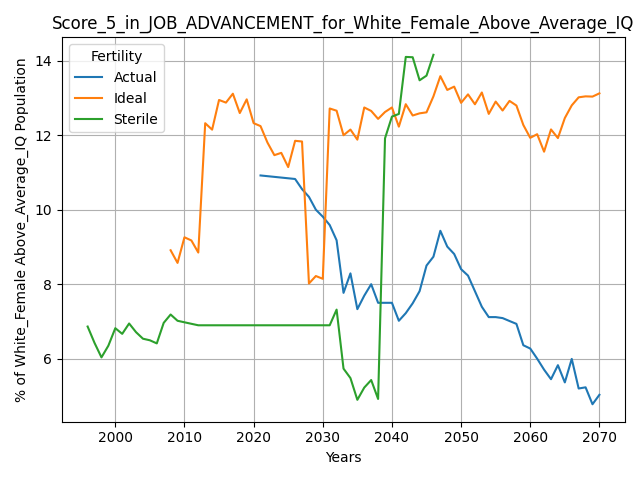 Score_5_in_JOB_ADVANCEMENT_for_White_Female_Above_Average_IQ
% of White_Female Above_Average_IQ Population
Fertility
Actual
Ideal
Sterile
14
12
10
8
6
2000 2010 2020 2030 2040 2050 2060 2070
Years